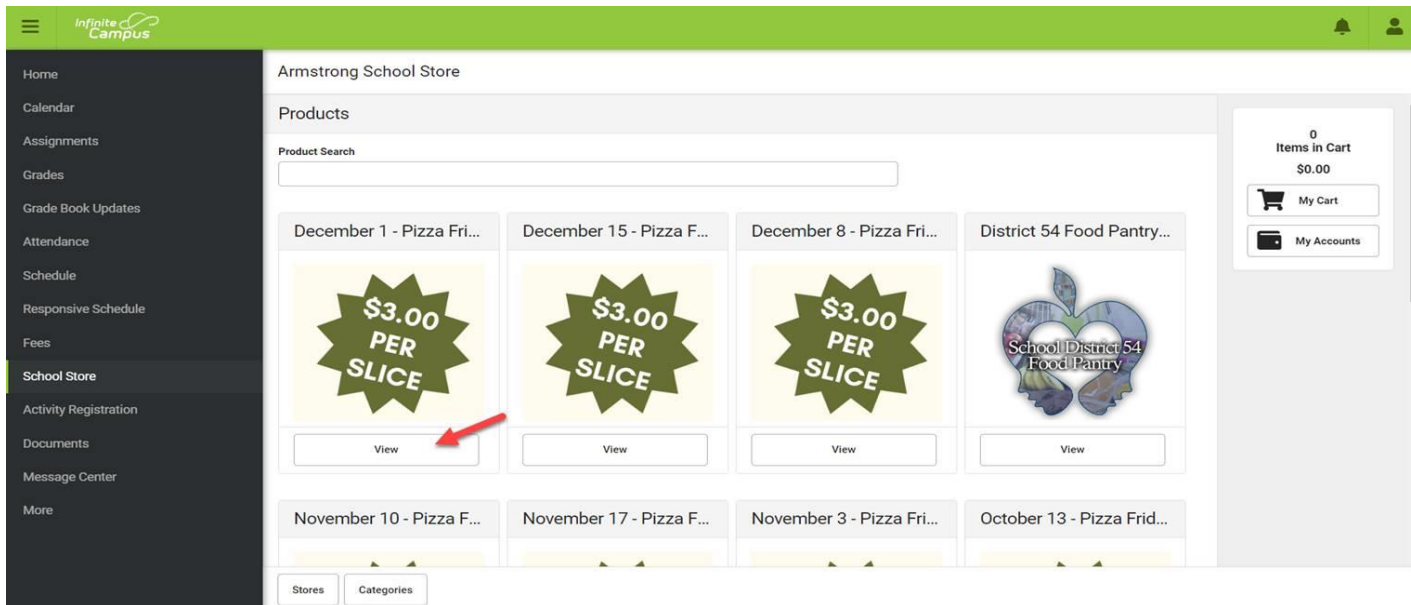 Infinite
Campus
Home
Calendar
Assignments
Grades
Grade Book Updates
Attendance
Schedule
Responsive Schedule
Fees
School Store
Activity Registration
Documents
Message Center
More
Armstrong School Store
Products
Product Search
December 1 - Pizza Fri...
December 15 - Pizza F...
December 8 - Pizza Fri...
District 54 Food Pantry...
$3.00
PER
SLICE
$3.00
PER
SLICE
$3.00
PER
SLICE
School District 54
Food Pantry
View
View
View
View
November 10 - Pizza F...
November 17 - Pizza F...
November 3 - Pizza Fri...
October 13 - Pizza Frid...
Stores
Categories
0
Items in Cart
$0.00
My Cart
My Accounts